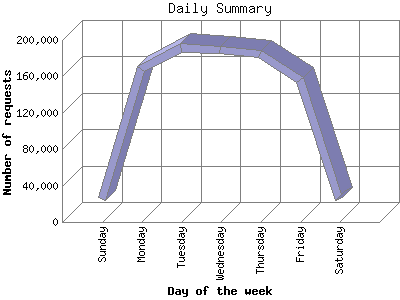 Daily Summary
Number of requests
200,000
160,000
120,000
80,000
40,000
0
Sunday
Monday
Tuesday
Wednesday
Thursday
Friday
Saturday
Day of the week